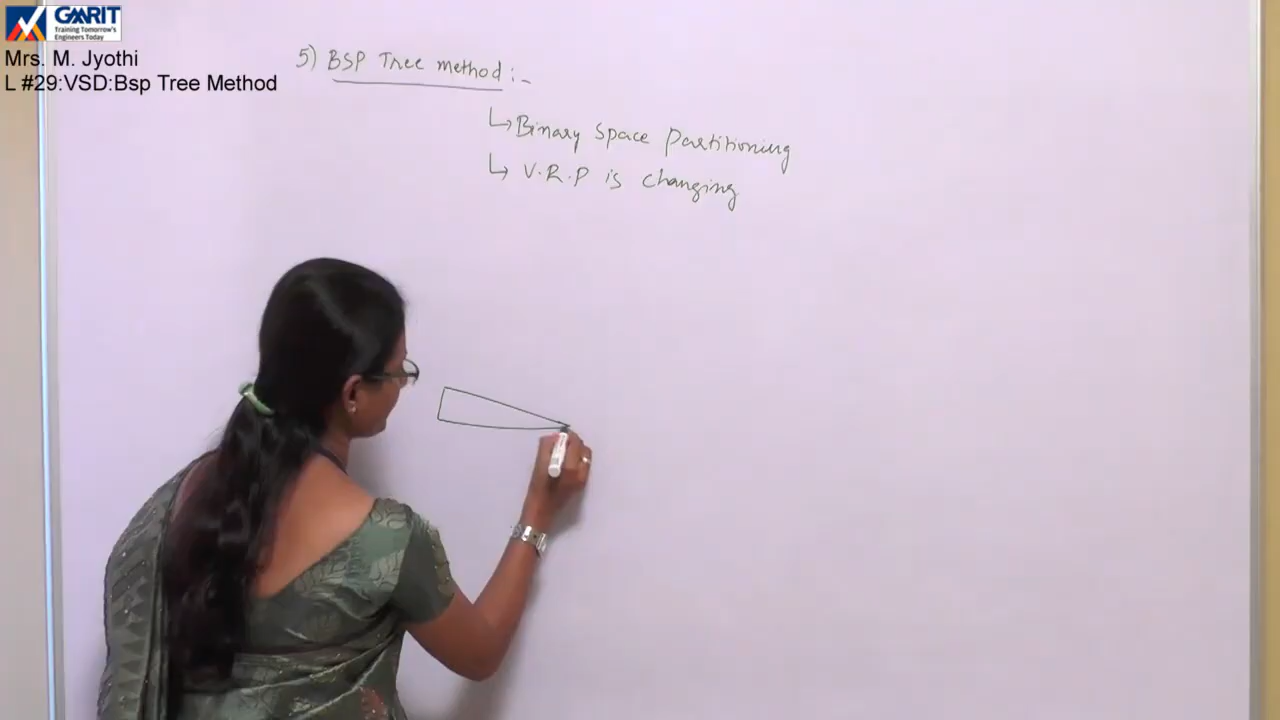 GMRIT
Training Tomorrow's
Engineers Today
Mrs. M. Jyothi
L #29:VSD:Bsp Tree Method
5) BSP Tree method:-
↳ Binary Space Partitioning
↳ V.R.P is changing